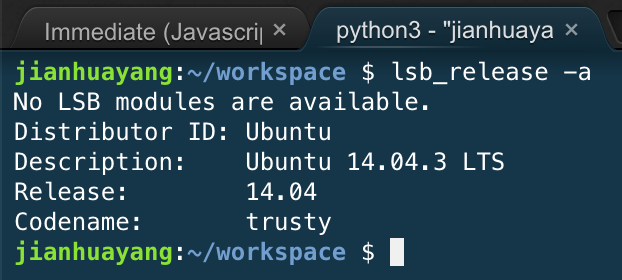 Immediate (Javascrip ×
python3 - "jianhuaya ×
jianhuayang:~/workspace $ lsb_release -a
No LSB modules are available.
Distributor ID: Ubuntu
Description:    Ubuntu 14.04.3 LTS
Release:        14.04
Codename:       trusty
jianhuayang:~/workspace $